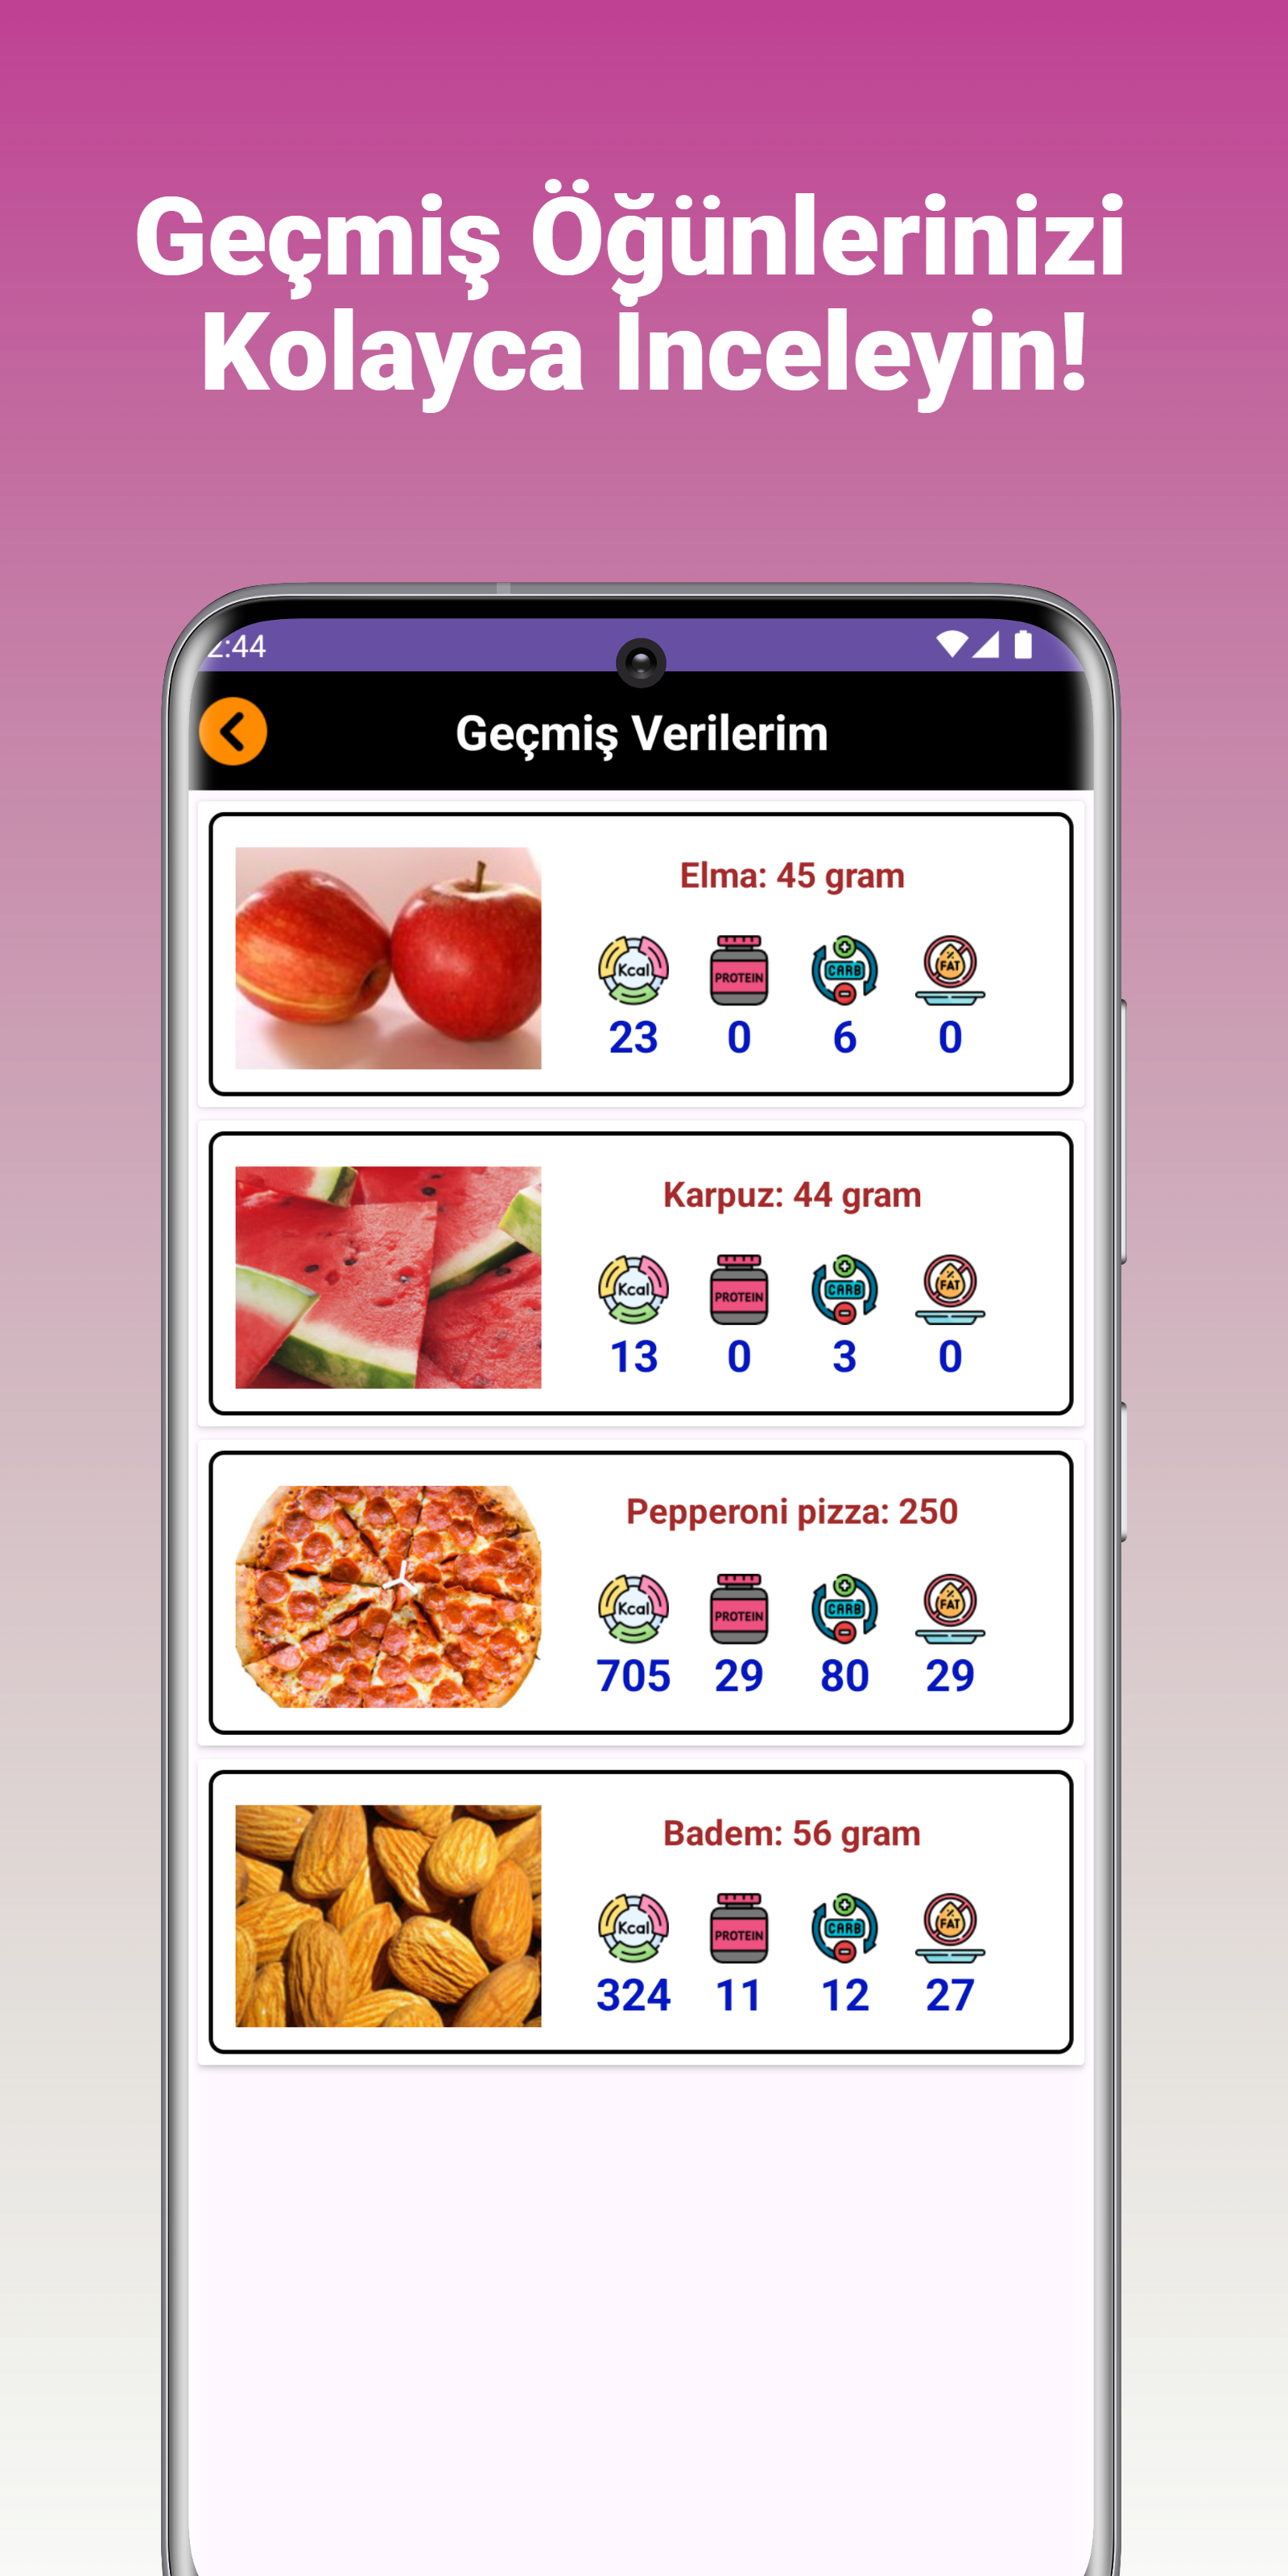 Geçmiş Öğünlerinizi
Kolayca İnceleyin!
2:44
Geçmiş Verilerim
Elma: 45 gram
Kcal PROTEIN CARB % FAT
23 0 6 0
Karpuz: 44 gram
Kcal PROTEIN CARB % FAT
13 0 3 0
Pepperoni pizza: 250
Kcal PROTEIN CARB % FAT
705 29 80 29
Badem: 56 gram
Kcal PROTEIN CARB % FAT
324 11 12 27